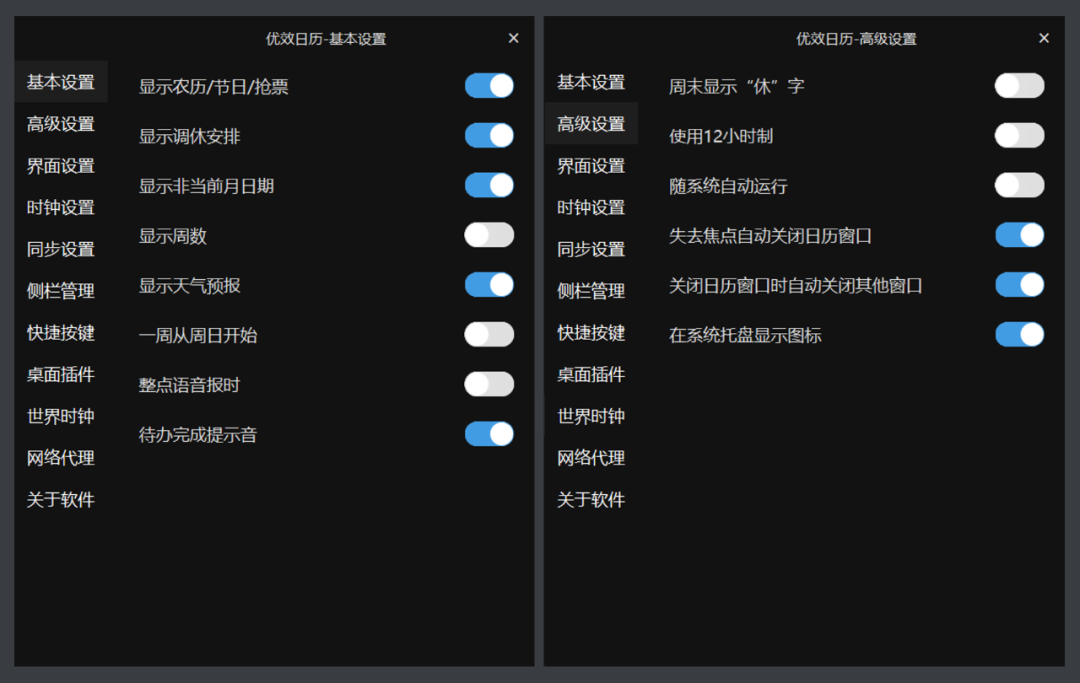 优效日历-基本设置
×
基本设置
高级设置
界面设置
时钟设置
同步设置
侧栏管理
快捷按键
桌面插件
世界时钟
网络代理
关于软件
显示农历/节日/抢票
显示调休安排
显示非当前月日期
显示周数
显示天气预报
一周从周日开始
整点语音报时
待办完成提示音
优效日历-高级设置
×
基本设置
高级设置
界面设置
时钟设置
同步设置
侧栏管理
快捷按键
桌面插件
世界时钟
网络代理
关于软件
周末显示“休”字
使用12小时制
随系统自动运行
失去焦点自动关闭日历窗口
关闭日历窗口时自动关闭其他窗口
在系统托盘显示图标